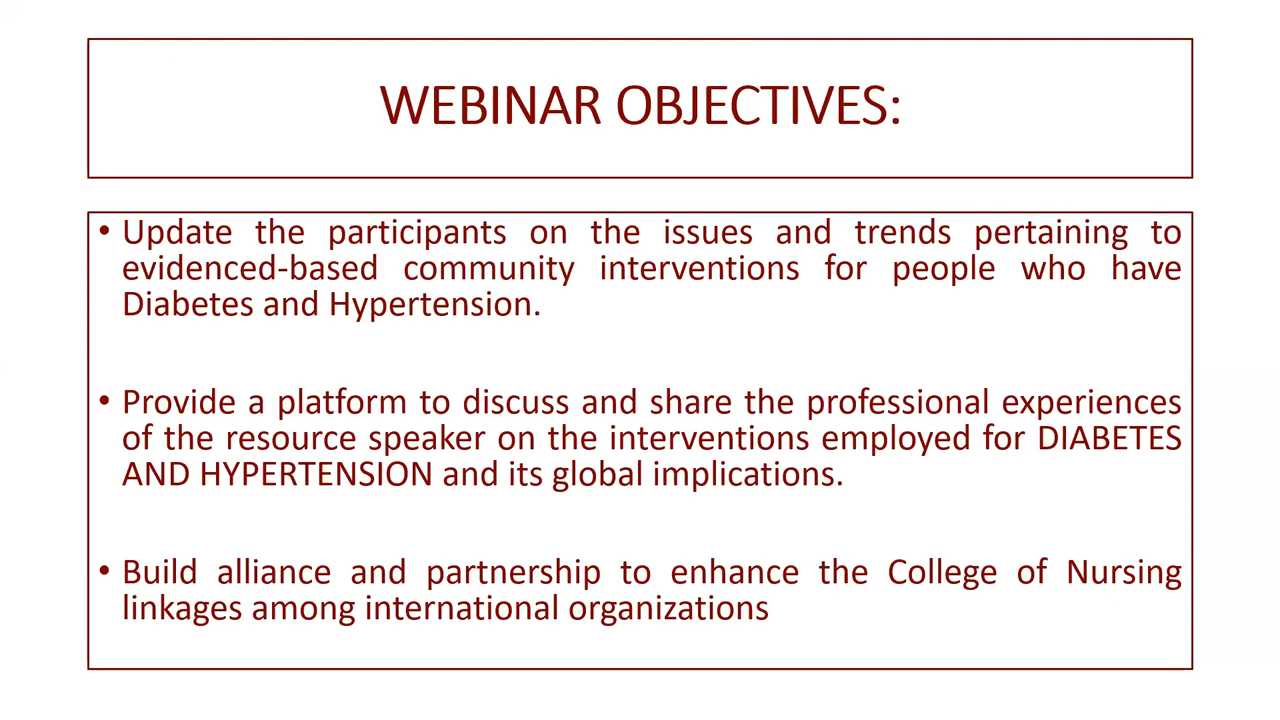 WEBINAR OBJECTIVES:
• Update the participants on the issues and trends pertaining to
evidenced-based community interventions for people who have
Diabetes and Hypertension.
• Provide a platform to discuss and share the professional experiences
of the resource speaker on the interventions employed for DIABETES
AND HYPERTENSION and its global implications.
• Build alliance and partnership to enhance the College of Nursing
linkages among international organizations